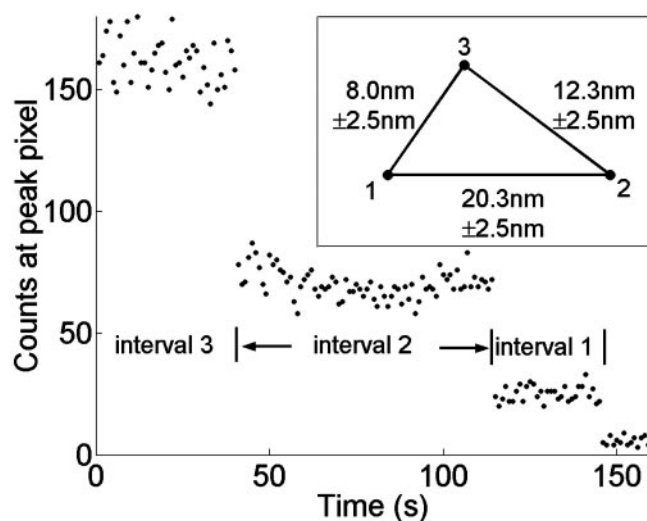 Counts at peak pixel
150
100
50
0
0
50
100
150
Time (s)
interval 3
interval 2
interval 1
3
8.0nm
±2.5nm
12.3nm
±2.5nm
1
2
20.3nm
±2.5nm